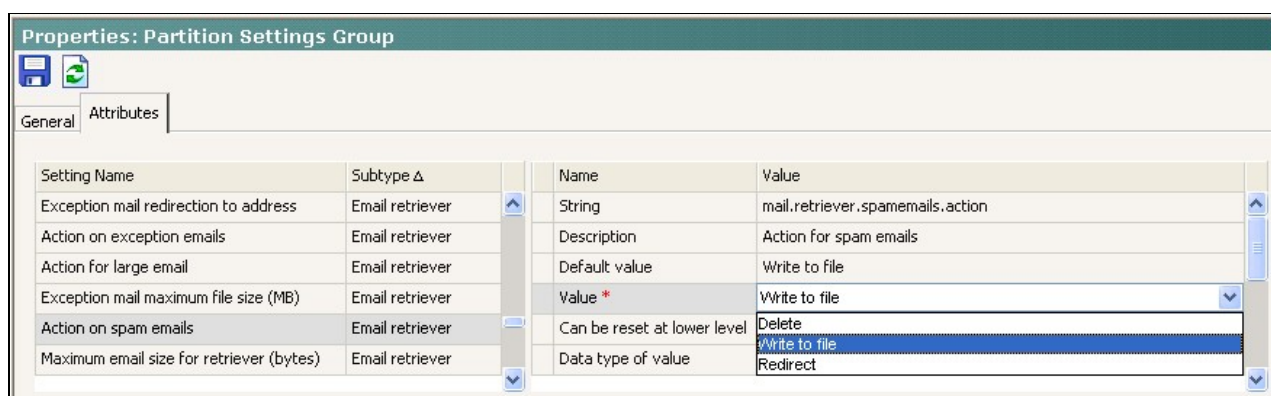 Properties: Partition Settings Group
General
Attributes
Setting Name Subtype Δ Name Value
Exception mail redirection to address Email retriever String mail.retriever.spamemails.action
Action on exception emails Email retriever Description Action for spam emails
Action for large email Email retriever Default value Write to file
Exception mail maximum file size (MB) Email retriever Value * Write to file
Action on spam emails Email retriever Can be reset at lower level Delete
Write to file
Maximum email size for retriever (bytes) Email retriever Data type of value Redirect